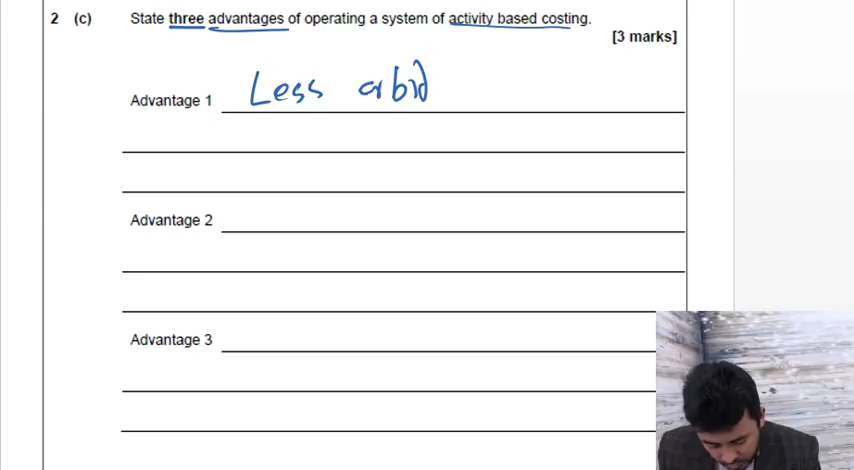 2 (c) State three advantages of operating a system of activity based costing.
[3 marks]
Advantage 1 Less
Advantage 2
Advantage 3